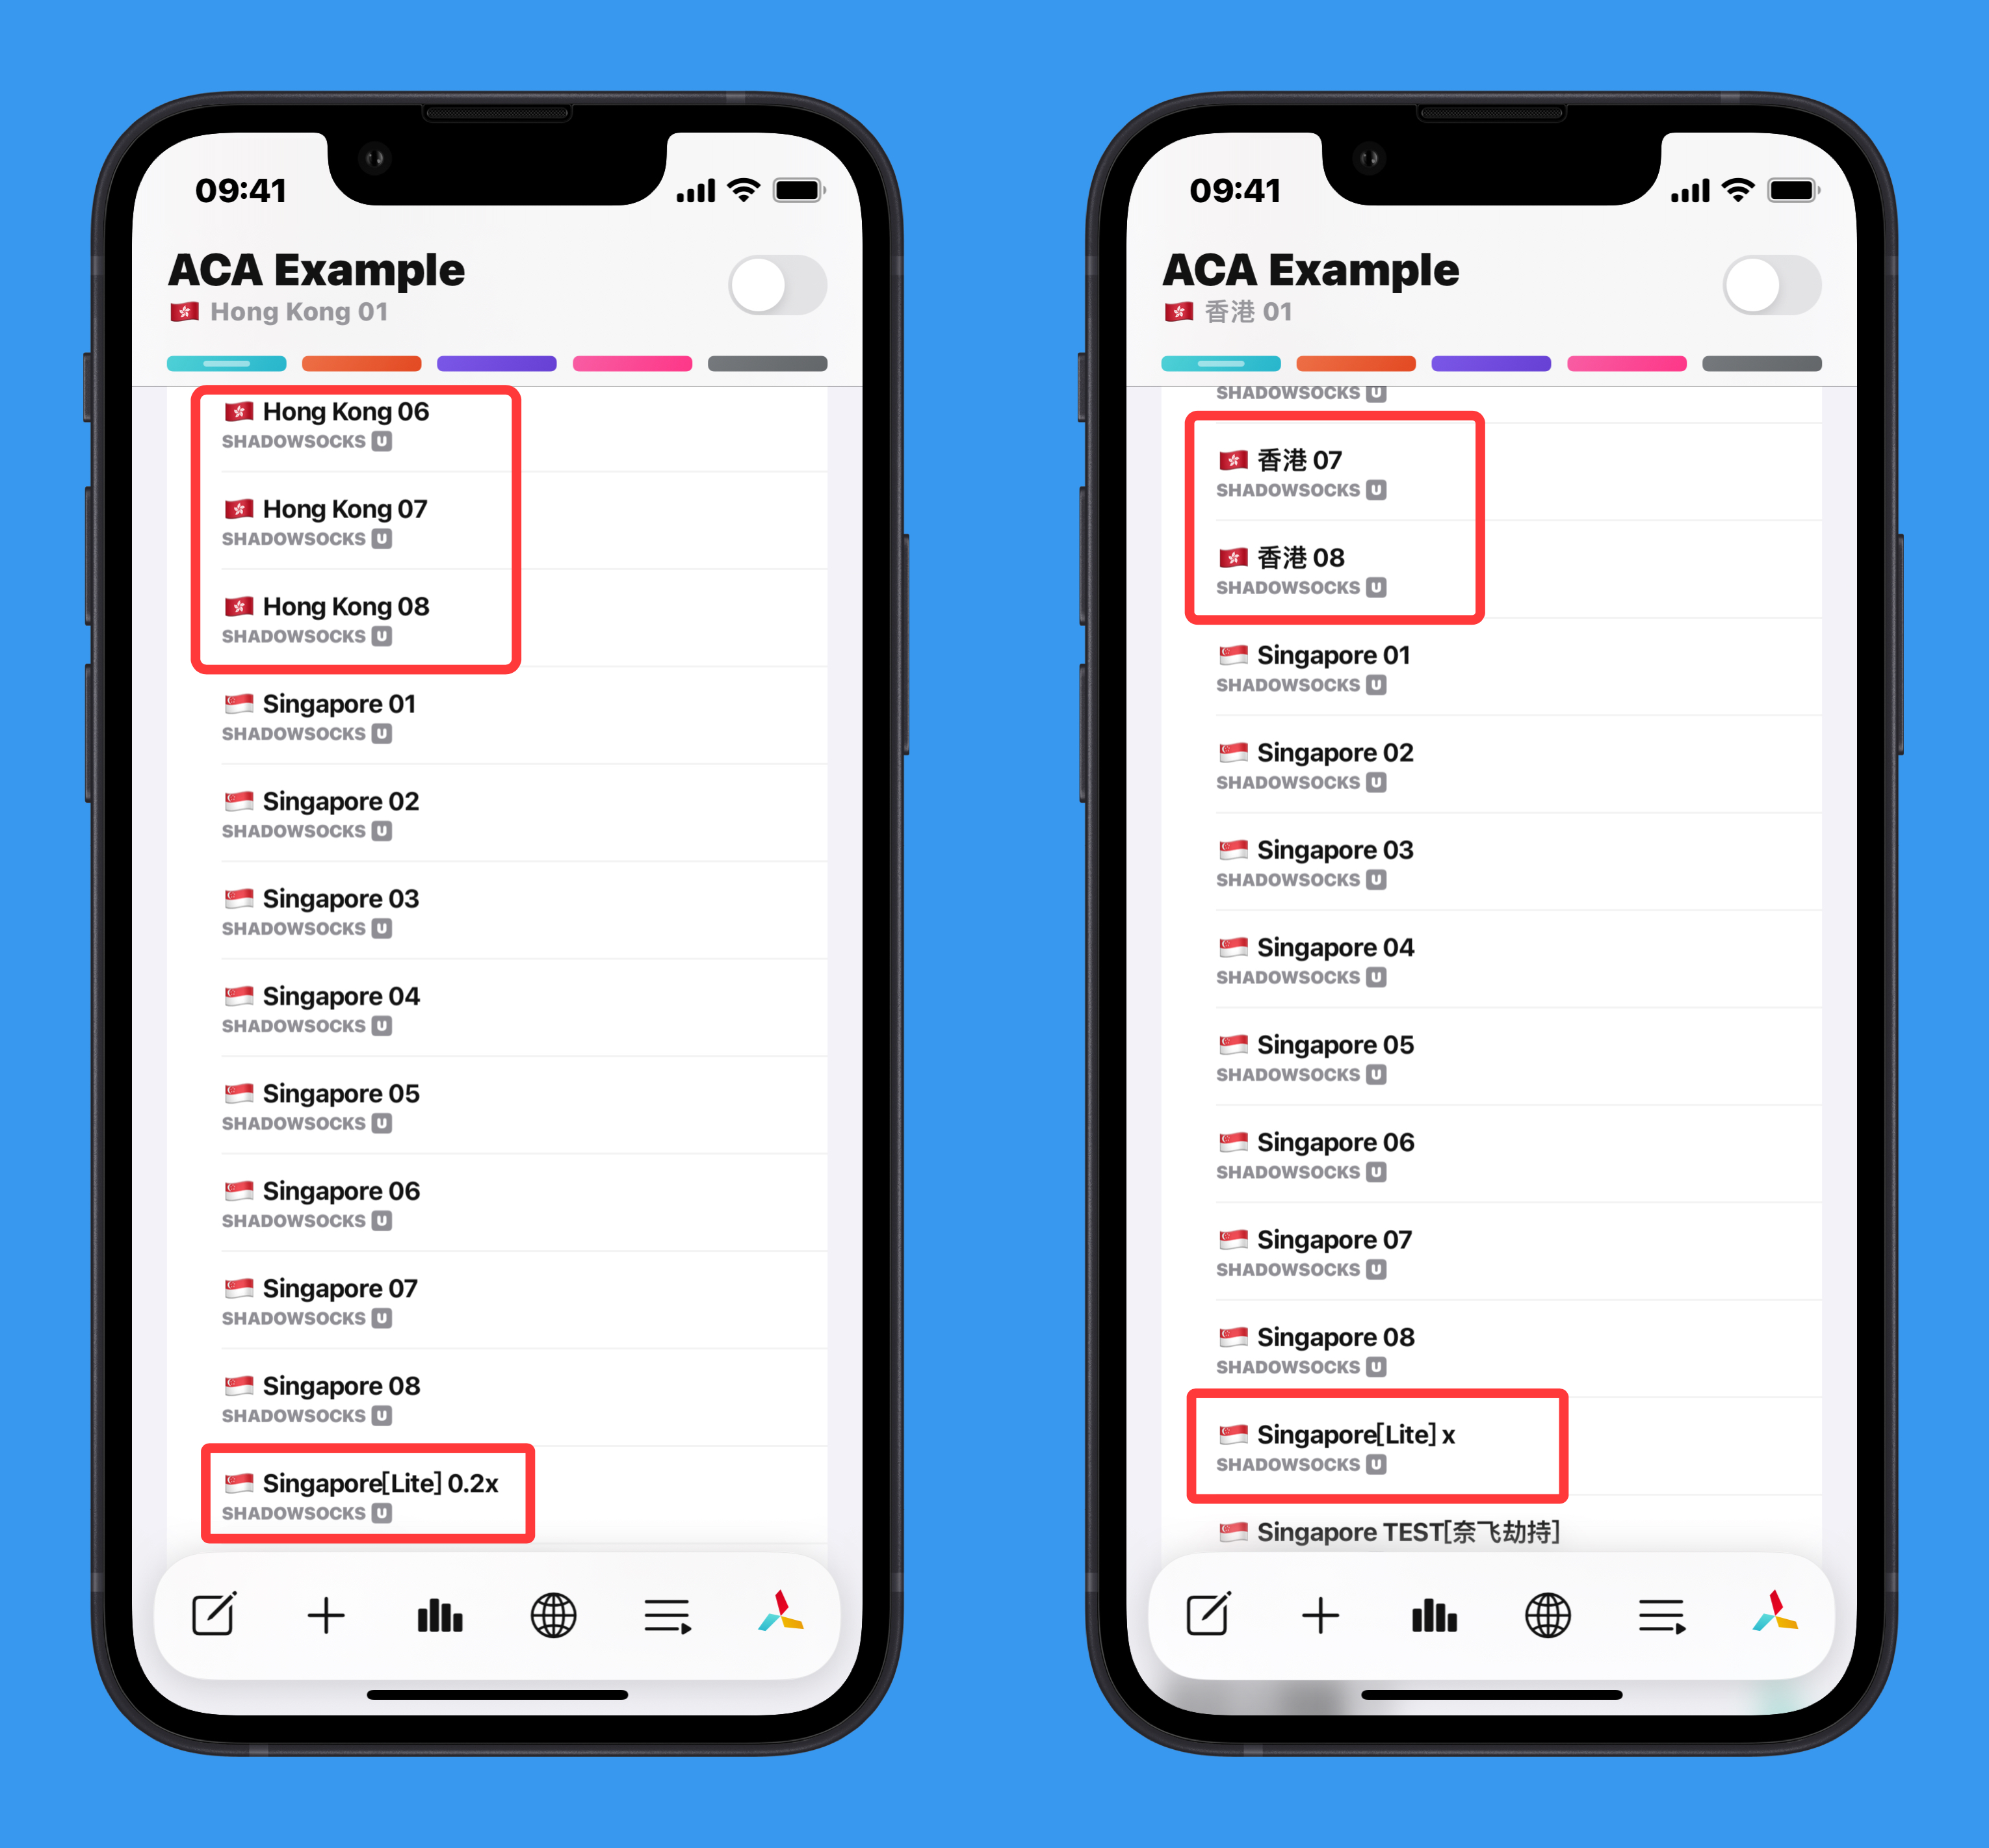 09:41
ACA Example
🇭🇰 Hong Kong 01
🇭🇰 Hong Kong 06
SHADOWSOCKS U
🇭🇰 Hong Kong 07
SHADOWSOCKS U
🇭🇰 Hong Kong 08
SHADOWSOCKS U
🇸🇬 Singapore 01
SHADOWSOCKS U
🇸🇬 Singapore 02
SHADOWSOCKS U
🇸🇬 Singapore 03
SHADOWSOCKS U
🇸🇬 Singapore 04
SHADOWSOCKS U
🇸🇬 Singapore 05
SHADOWSOCKS U
🇸🇬 Singapore 06
SHADOWSOCKS U
🇸🇬 Singapore 07
SHADOWSOCKS U
🇸🇬 Singapore 08
SHADOWSOCKS U
🇸🇬 Singapore[Lite] 0.2x
SHADOWSOCKS U
09:41
ACA Example
🇭🇰 香港 01
SHADOWSOCKS U
🇭🇰 香港 07
SHADOWSOCKS U
🇭🇰 香港 08
SHADOWSOCKS U
🇸🇬 Singapore 01
SHADOWSOCKS U
🇸🇬 Singapore 02
SHADOWSOCKS U
🇸🇬 Singapore 03
SHADOWSOCKS U
🇸🇬 Singapore 04
SHADOWSOCKS U
🇸🇬 Singapore 05
SHADOWSOCKS U
🇸🇬 Singapore 06
SHADOWSOCKS U
🇸🇬 Singapore 07
SHADOWSOCKS U
🇸🇬 Singapore 08
SHADOWSOCKS U
🇸🇬 Singapore[Lite] x
SHADOWSOCKS U
🇸🇬 Singapore TEST[奈飞劫持]